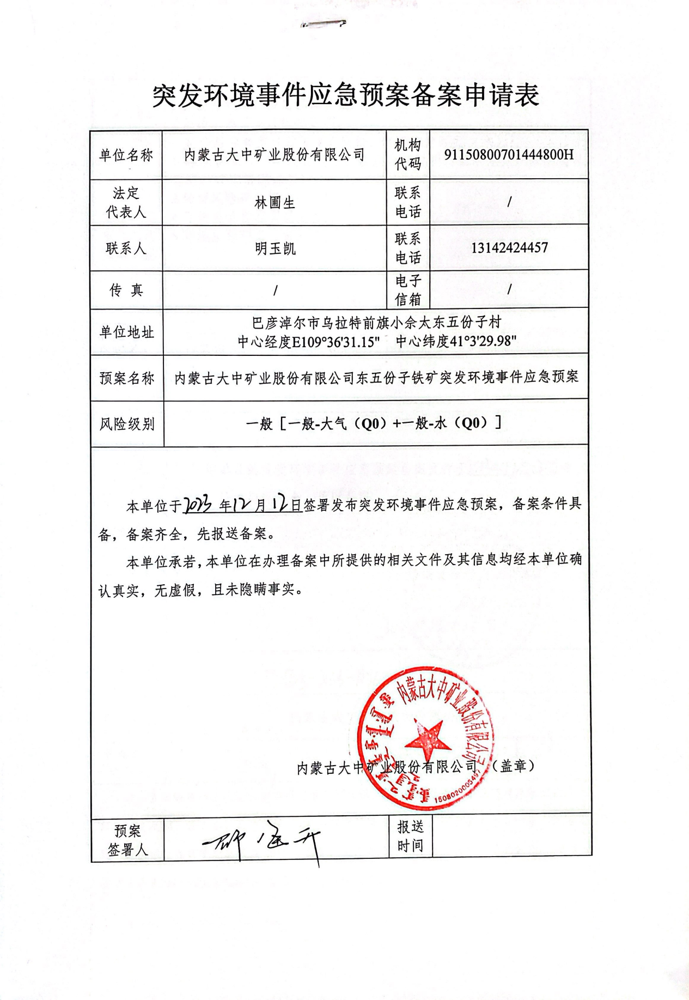 突发环境事件应急预案备案申请表
单位名称
内蒙古大中矿业股份有限公司
机构
代码
91150800701444800H
法定
代表人
林圃生
联系
电话
/
联系人
明玉凯
联系
电话
13142424457
传 真
/
电子
信箱
/
单位地址
巴彦淖尔市乌拉特前旗小佘太东五份子村
中心经度E109°36'31.15" 中心纬度41°3'29.98"
预案名称
内蒙古大中矿业股份有限公司东五份子铁矿突发环境事件应急预案
风险级别
一般［一般-大气（Q0）+一般-水（Q0）］
本单位于2023年12月12日签署发布突发环境事件应急预案，备案条件具
备，备案齐全，先报送备案。
本单位承若，本单位在办理备案中所提供的相关文件及其信息均经本单位确
认真实，无虚假，且未隐瞒事实。
内蒙古大中矿业股份有限公司
1508020005497
内蒙古大中矿业股份有限公司 （盖章）
预案
签署人
报送
时间